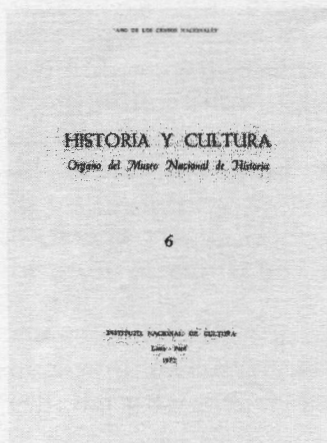 "AÑO DE LOS CENSOS NACIONALES"
HISTORIA Y CULTURA
Organo del Museo Nacional de Historia
6
INSTITUTO NACIONAL DE CULTURA
Lima - Perú
1972